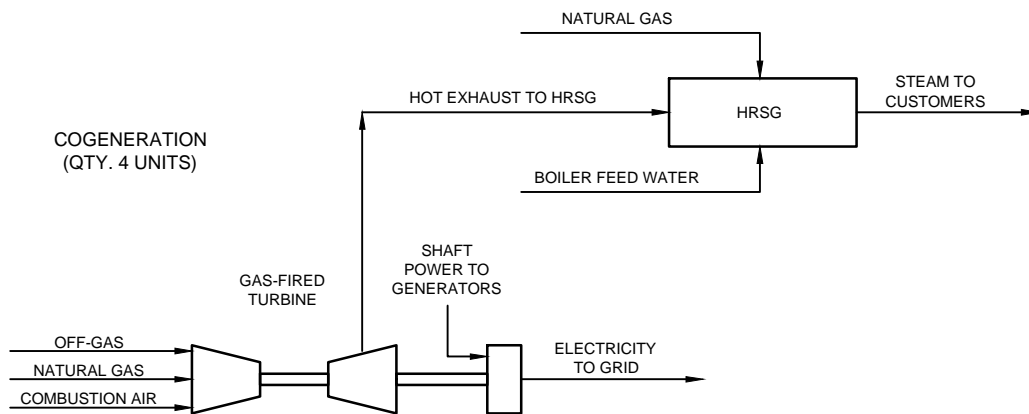 NATURAL GAS
HOT EXHAUST TO HRSG
HRSG
STEAM TO
CUSTOMERS
COGENERATION
(QTY. 4 UNITS)
BOILER FEED WATER
SHAFT
POWER TO
GENERATORS
GAS-FIRED
TURBINE
OFF-GAS
NATURAL GAS
COMBUSTION AIR
ELECTRICITY
TO GRID